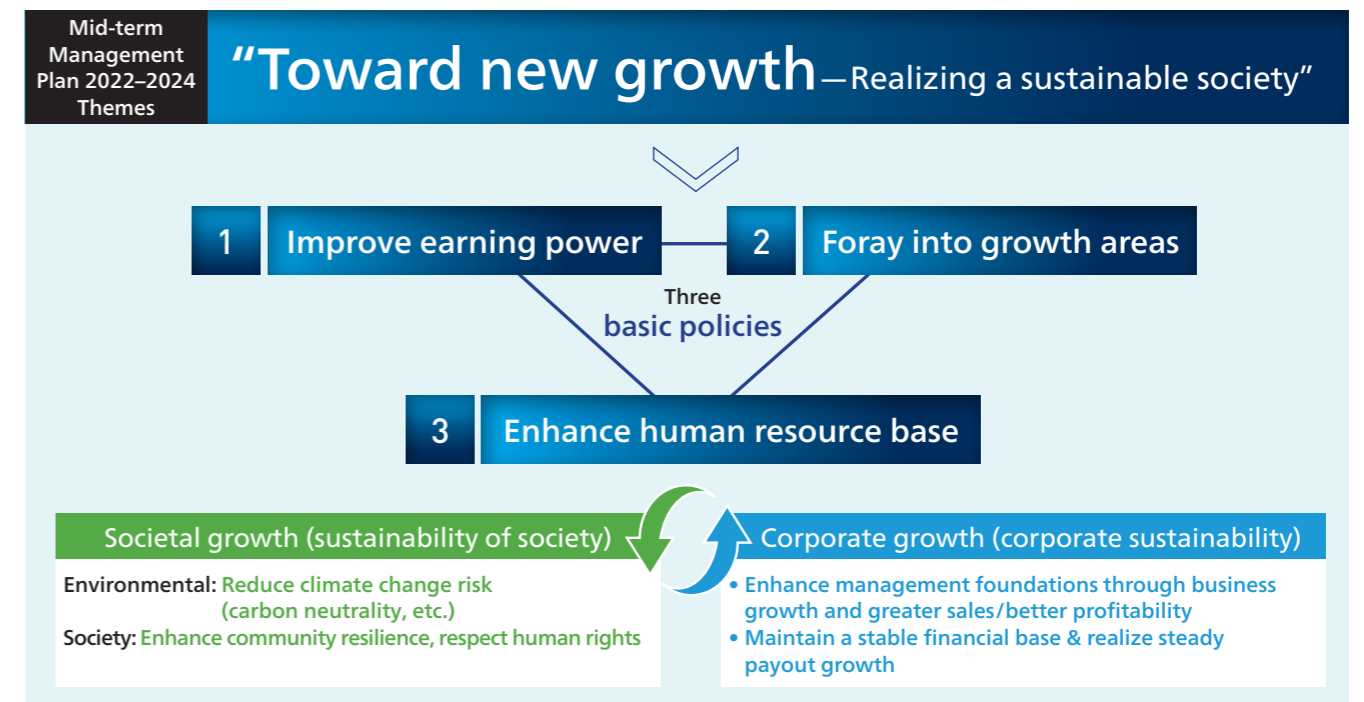 Mid-term
Management
Plan 2022–2024
Themes
“Toward new growth—Realizing a sustainable society”
1 Improve earning power
2 Foray into growth areas
Three
basic policies
3 Enhance human resource base
Societal growth (sustainability of society)
Environmental: Reduce climate change risk
(carbon neutrality, etc.)
Society: Enhance community resilience, respect human rights
Corporate growth (corporate sustainability)
• Enhance management foundations through business
growth and greater sales/better profitability
• Maintain a stable financial base & realize steady
payout growth